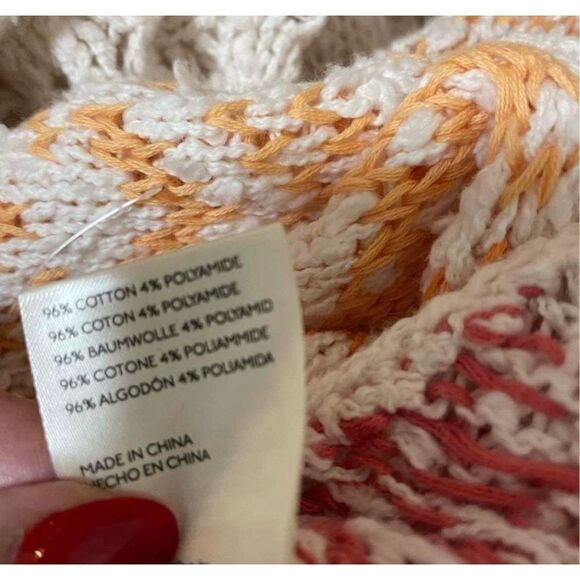 96% COTTON 4% POLYAMIDE
96% COTON 4% POLYAMIDE
96% BAUMWOLLE 4% POLYAMID
96% COTONE 4% POLIAMMIDE
96% ALGODÓN 4% POLIAMIDA
MADE IN CHINA
HECHO EN CHINA